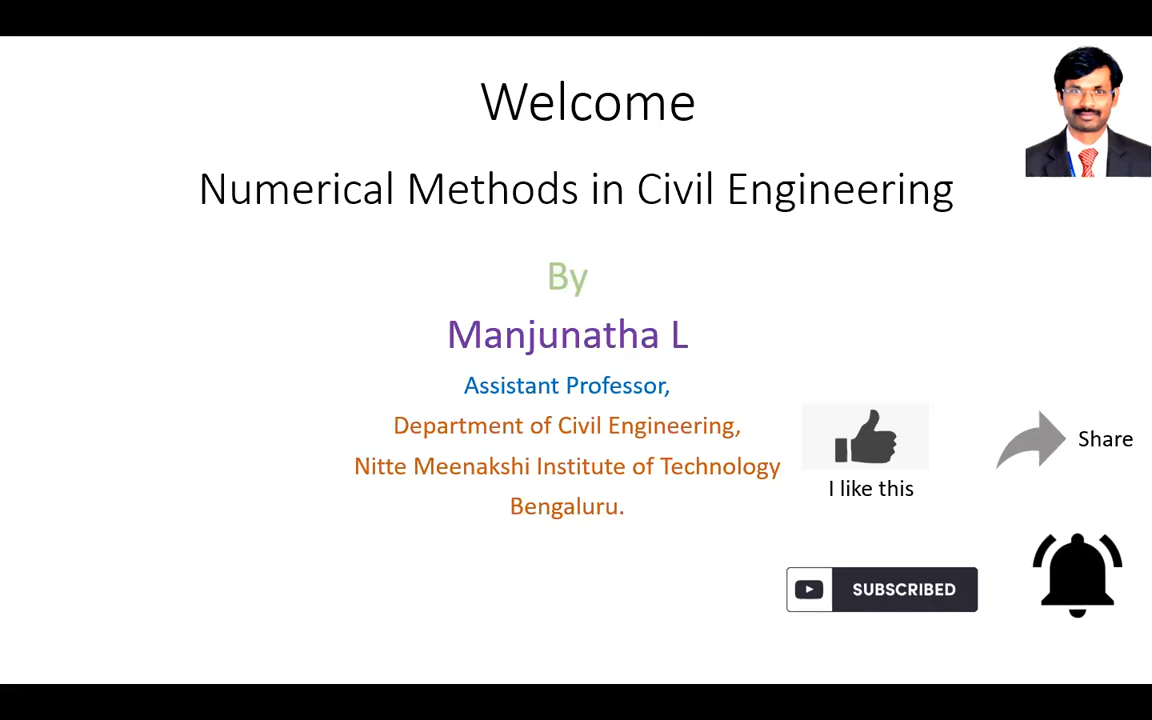 Welcome
Numerical Methods in Civil Engineering
By
Manjunatha L
Assistant Professor,
Department of Civil Engineering,
Nitte Meenakshi Institute of Technology
Bengaluru.
I like this
Share
SUBSCRIBED